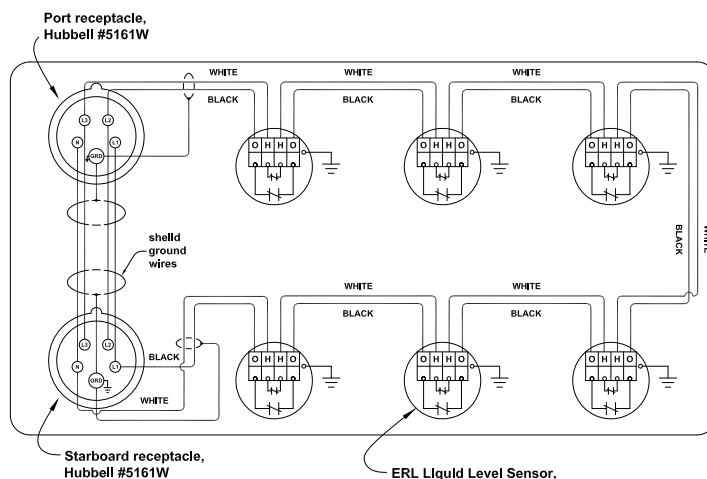 Port receptacle,
Hubbell #5161W
WHITE
WHITE
WHITE
BLACK
BLACK
BLACK
L3
L2
N
L1
GRD
O H H O
O H H O
O H H O
shelld
ground
wires
BLACK
WHITE
WHITE
WHITE
BLACK
BLACK
L3
L2
N
L1
GRD
BLACK
WHITE
O H H O
O H H O
O H H O
Starboard receptacle,
Hubbell #5161W
ERL LIquId Level Sensor,